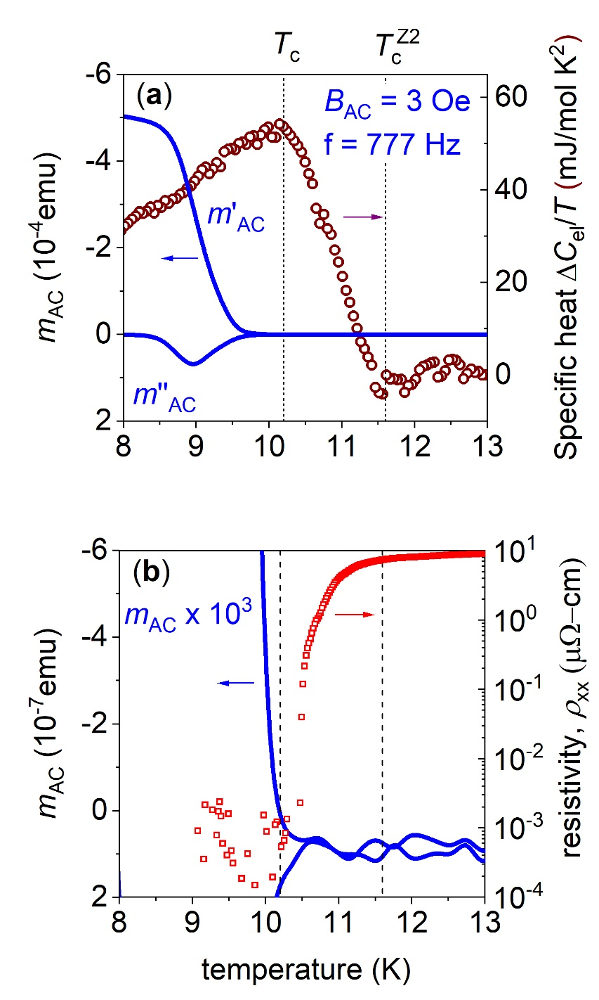 T_c T_c^Z2
(a)
B_AC = 3 Oe
f = 777 Hz
m'_AC
m"_AC
-6
-4
-2
0
2
m_AC (10^-4 emu)
60
40
20
0
Specific heat ΔC_el/T (mJ/mol K^2)
8 9 10 11 12 13
(b)
m_AC x 10^3
-6
-4
-2
0
2
m_AC (10^-7 emu)
10^1
10^0
10^-1
10^-2
10^-3
10^-4
resistivity, ρ_xx (μΩ–cm)
8 9 10 11 12 13
temperature (K)